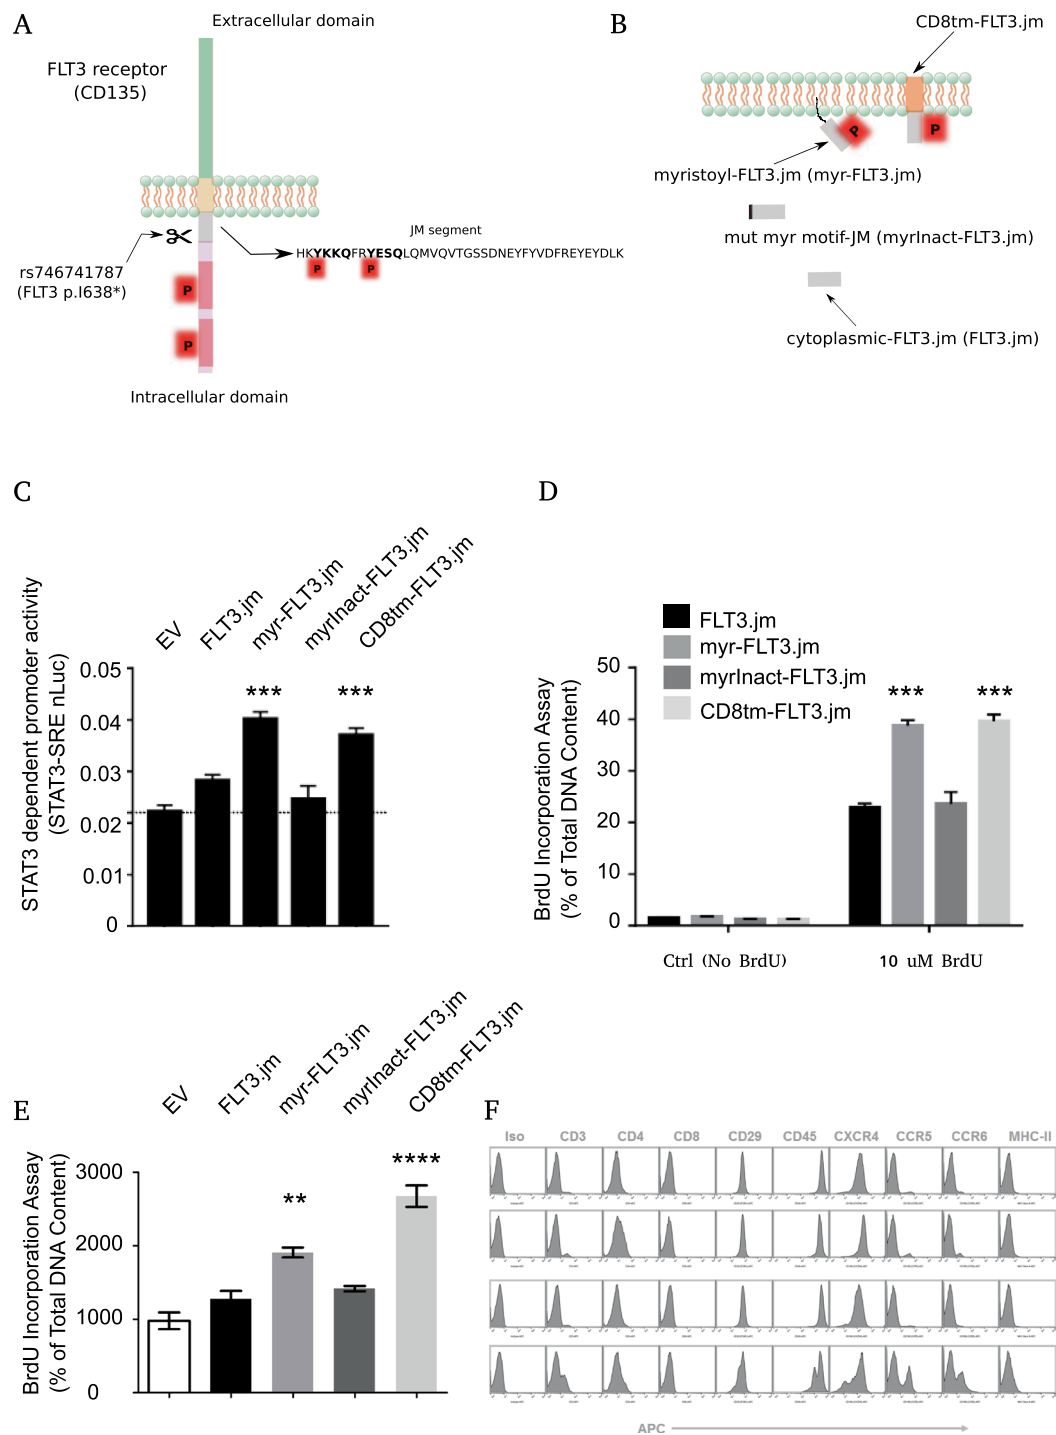 A
Extracellular domain
FLT3 receptor
(CD135)
JM segment
HKYKKQFRYESQLQMVQVTGSSDNEYFYVDFREYEYDLK
P
P
rs746741787
(FLT3 p.I638*)
P
P
Intracellular domain
B
CD8tm-FLT3.jm
P
P
myristoyl-FLT3.jm (myr-FLT3.jm)
mut myr motif-JM (myrInact-FLT3.jm)
cytoplasmic-FLT3.jm (FLT3.jm)
C
STAT3 dependent promoter activity
(STAT3-SRE nLuc)
EV
FLT3.jm
myr-FLT3.jm
myrInact-FLT3.jm
CD8tm-FLT3.jm
0.05
0.04
0.03
0.02
0.01
0
***
***
D
FLT3.jm
myr-FLT3.jm
myrInact-FLT3.jm
CD8tm-FLT3.jm
BrdU Incorporation Assay
(% of Total DNA Content)
50
40
30
20
10
0
***
***
Ctrl (No BrdU)
10 uM BrdU
E
EV
FLT3.jm
myr-FLT3.jm
myrInact-FLT3.jm
CD8tm-FLT3.jm
BrdU Incorporation Assay
(% of Total DNA Content)
3000
2000
1000
0
**
****
F
Iso CD3 CD4 CD8 CD29 CD45 CXCR4 CCR5 CCR6 MHC-II
APC